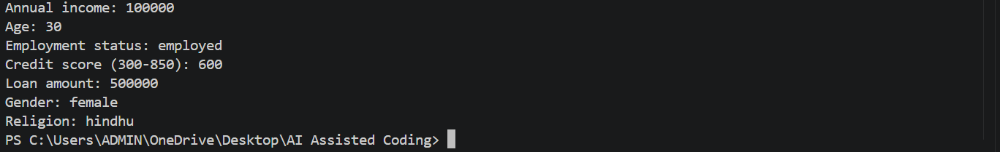 Annual income: 100000
Age: 30
Employment status: employed
Credit score (300-850): 600
Loan amount: 500000
Gender: female
Religion: hindhu
PS C:\Users\ADMIN\OneDrive\Desktop\AI Assisted Coding>